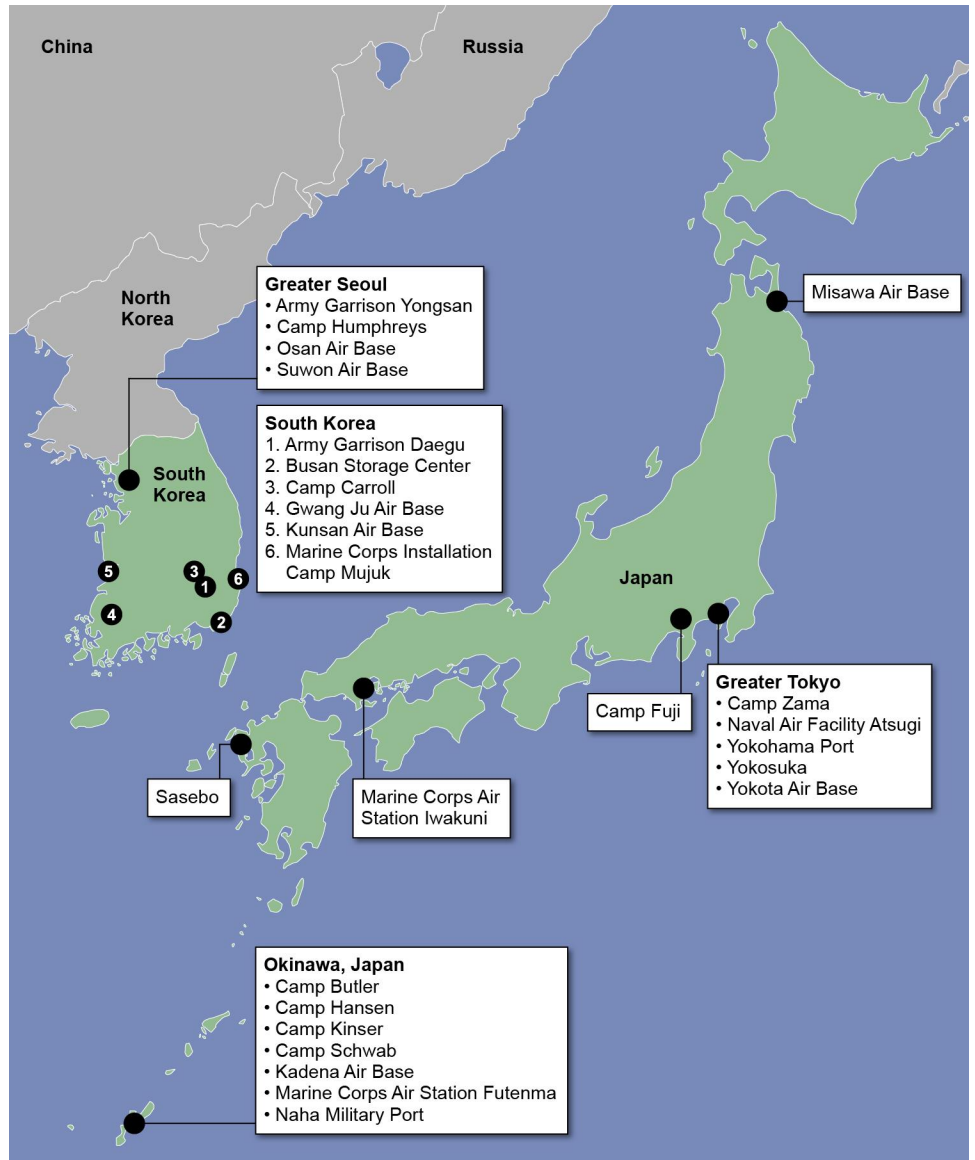 China
Russia
North
Korea
Greater Seoul
• Army Garrison Yongsan
• Camp Humphreys
• Osan Air Base
• Suwon Air Base
Misawa Air Base
South Korea
1. Army Garrison Daegu
2. Busan Storage Center
3. Camp Carroll
4. Gwang Ju Air Base
5. Kunsan Air Base
6. Marine Corps Installation
Camp Mujuk
South
Korea
5
3
1
6
4
2
Japan
Camp Fuji
Greater Tokyo
• Camp Zama
• Naval Air Facility Atsugi
• Yokohama Port
• Yokosuka
• Yokota Air Base
Sasebo
Marine Corps Air
Station Iwakuni
Okinawa, Japan
• Camp Butler
• Camp Hansen
• Camp Kinser
• Camp Schwab
• Kadena Air Base
• Marine Corps Air Station Futenma
• Naha Military Port